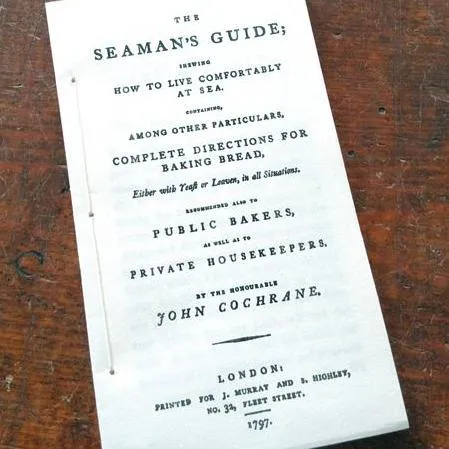 THE
SEAMAN'S GUIDE;
SHEWING
HOW TO LIVE COMFORTABLY
AT SEA.
CONTAINING,
AMONG OTHER PARTICULARS,
COMPLETE DIRECTIONS FOR
BAKING BREAD,
Either with Yeaſt or Leaven, in all Situations.
RECOMMENDED ALSO TO
PUBLIC BAKERS,
AS WELL AS TO
PRIVATE HOUSEKEEPERS.
BY THE HONOURABLE
JOHN COCHRANE.
LONDON:
PRINTED FOR J. MURRAY AND S. HIGHLEY,
NO. 32, FLEET STREET.
1797.